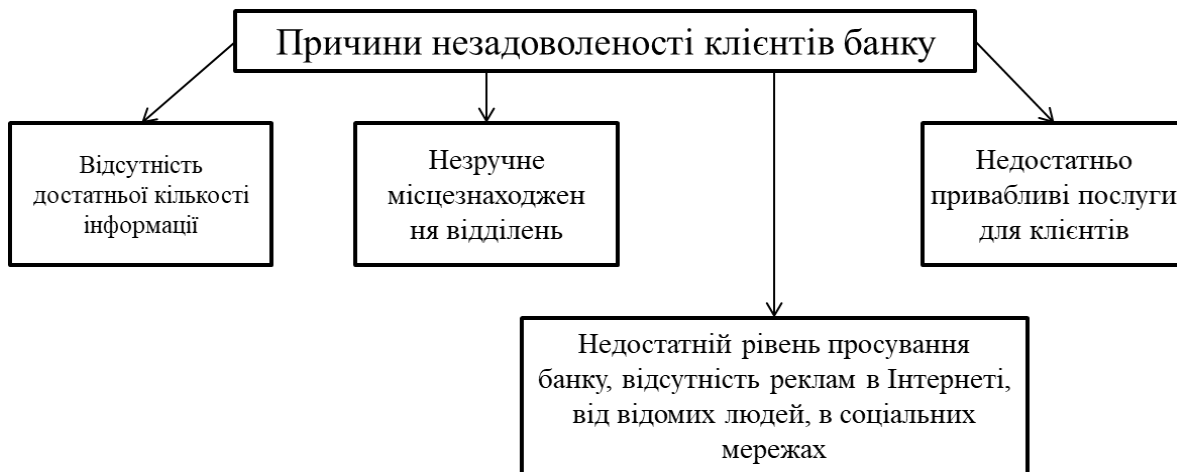 Причини незадоволеності клієнтів банку
Відсутність
достатньої кількості
інформації
Незручне
місцезнаходжен
ня відділень
Недостатньо
привабливі послуги
для клієнтів
Недостатній рівень просування
банку, відсутність реклам в Інтернеті,
від відомих людей, в соціальних
мережах